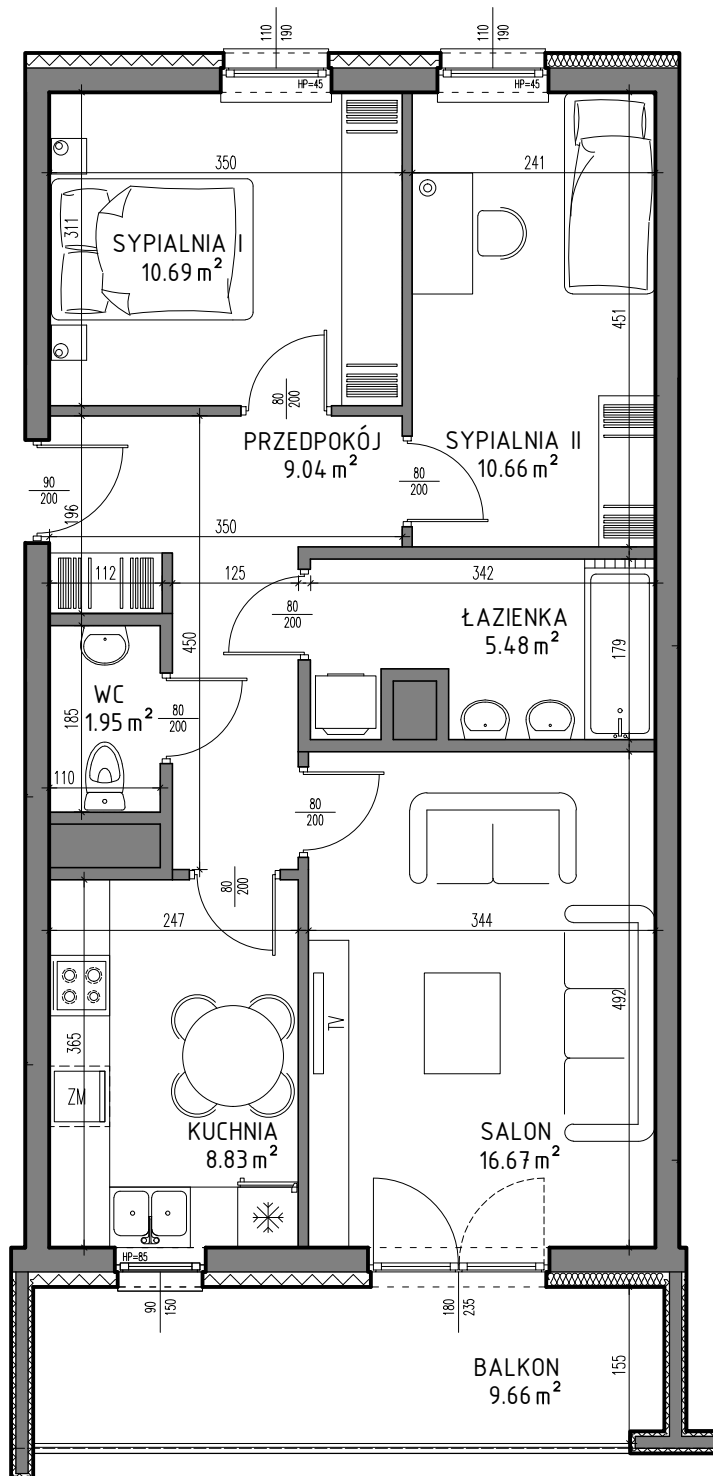 110
190
110
190
HP=45
HP=45
350
241
311
SYPIALNIA I
10.69 m²
451
80
200
PRZEDPOKÓJ
9.04 m²
SYPIALNIA II
10.66 m²
80
200
90
200
196
350
112
125
342
80
200
ŁAZIENKA
5.48 m²
450
179
WC
1.95 m²
80
200
185
110
80
200
80
200
247
344
492
365
TV
ZM
KUCHNIA
8.83 m²
SALON
16.67 m²
HP=85
90
150
180
235
BALKON
9.66 m²
155